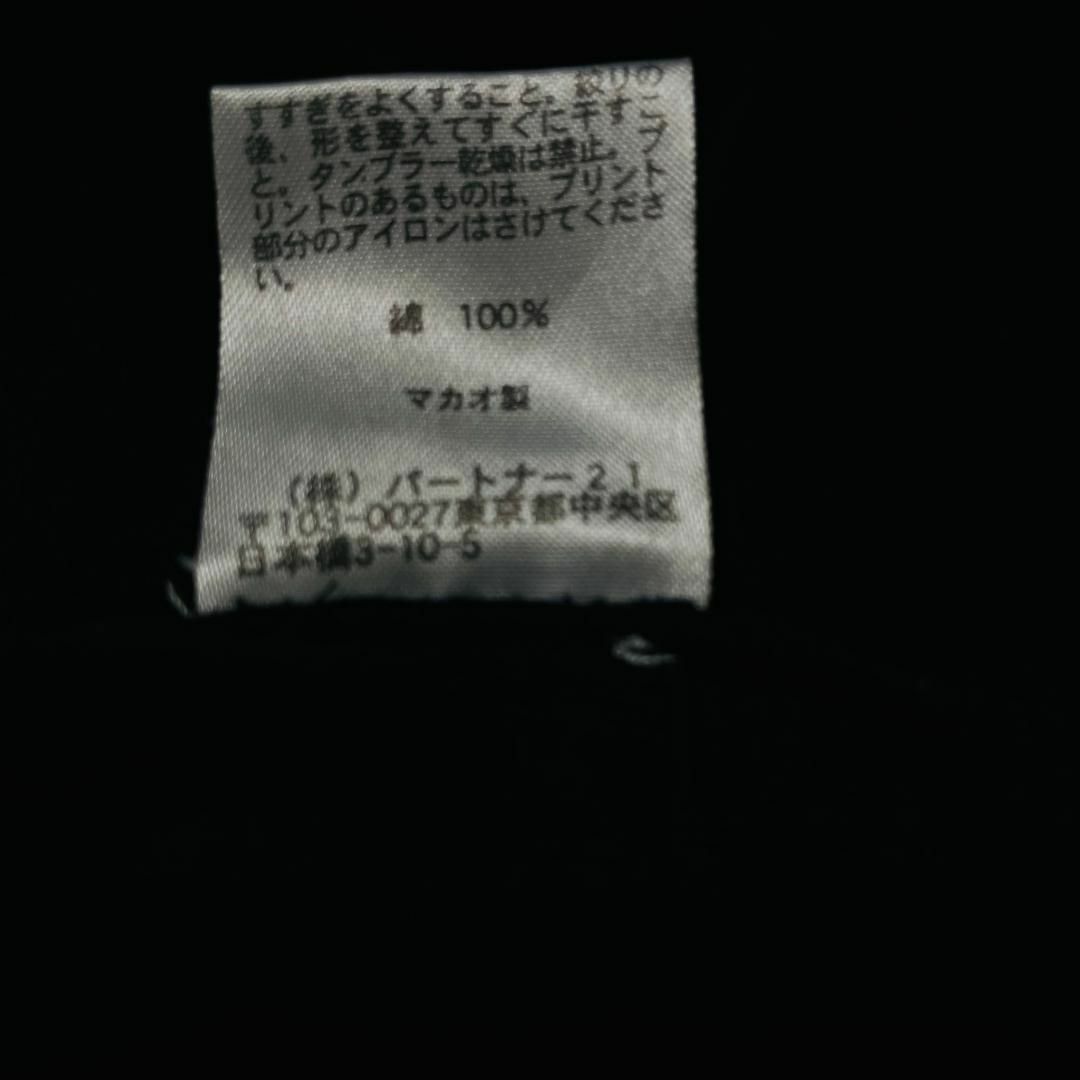 すすぎをよくすること。絞りの
後、形を整えてすぐに干すこ
と。タンブラー乾燥は禁止。プ
リントのあるものは、プリント
部分のアイロンはさけてくださ
い。
綿 100%
マカオ製
(株) パートナー21
〒103-0027東京都中央区
日本橋3-10-5